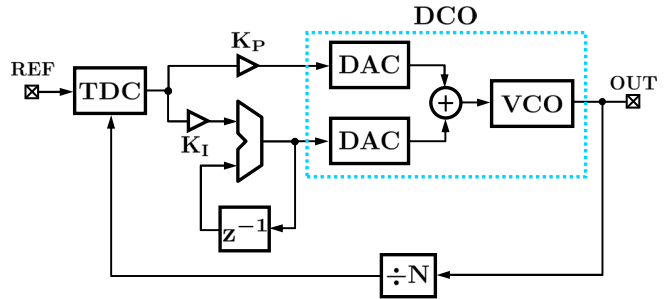 DCO
K_P
REF
TDC
DAC
OUT
+
VCO
K_I
DAC
z^{-1}
÷N